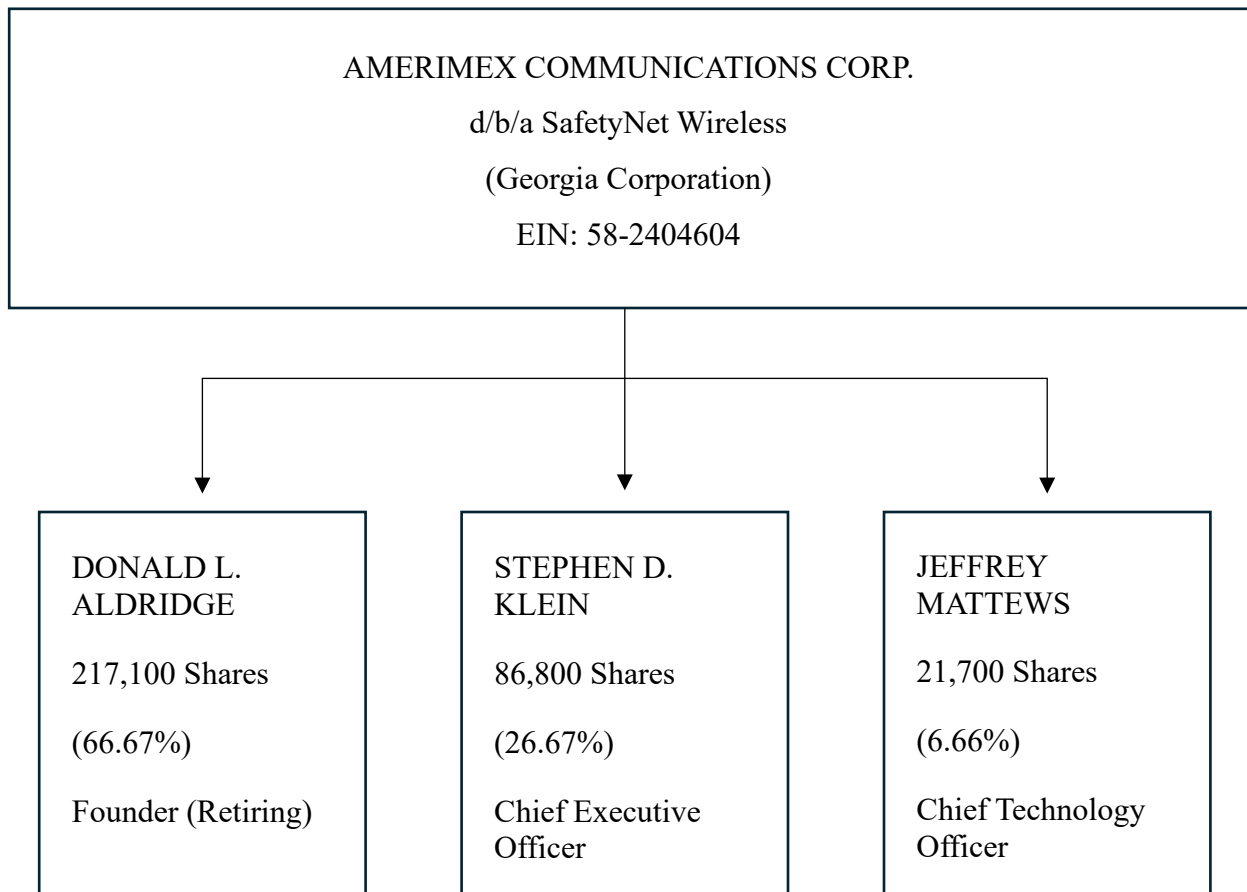 AMERIMEX COMMUNICATIONS CORP.
d/b/a SafetyNet Wireless
(Georgia Corporation)
EIN: 58-2404604
DONALD L.
ALDRIDGE
217,100 Shares
(66.67%)
Founder (Retiring)
STEPHEN D.
KLEIN
86,800 Shares
(26.67%)
Chief Executive
Officer
JEFFREY
MATTEWS
21,700 Shares
(6.66%)
Chief Technology
Officer